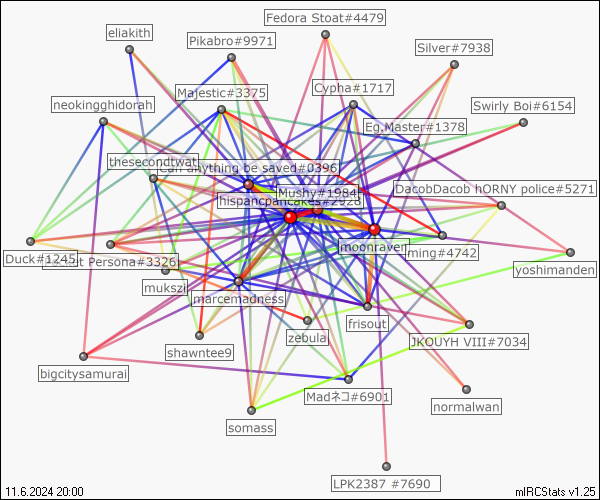 Fedora Stoat#4479
eliakith
Pikabro#9971
Silver#7938
Majestic#3375
Cypha#1717
neokingghidorah
Swirly Boi#6154
Eg.Master#1378
thesecondtwat
Can anything be saved#0396
DacobDacob hORNY police#5271
Mushy#1984
hispancpancakes#2928
moonraven
Duck#1245
Persona#3326
ming#4742
yoshimanden
mukszi
marcemadness
frisout
zebula
JKOUYH VIII#7034
shawntee9
bigcitysamurai
Madネコ#6901
normalwan
somass
LPK2387 #7690
11.6.2024 20:00
mIRCStats v1.25